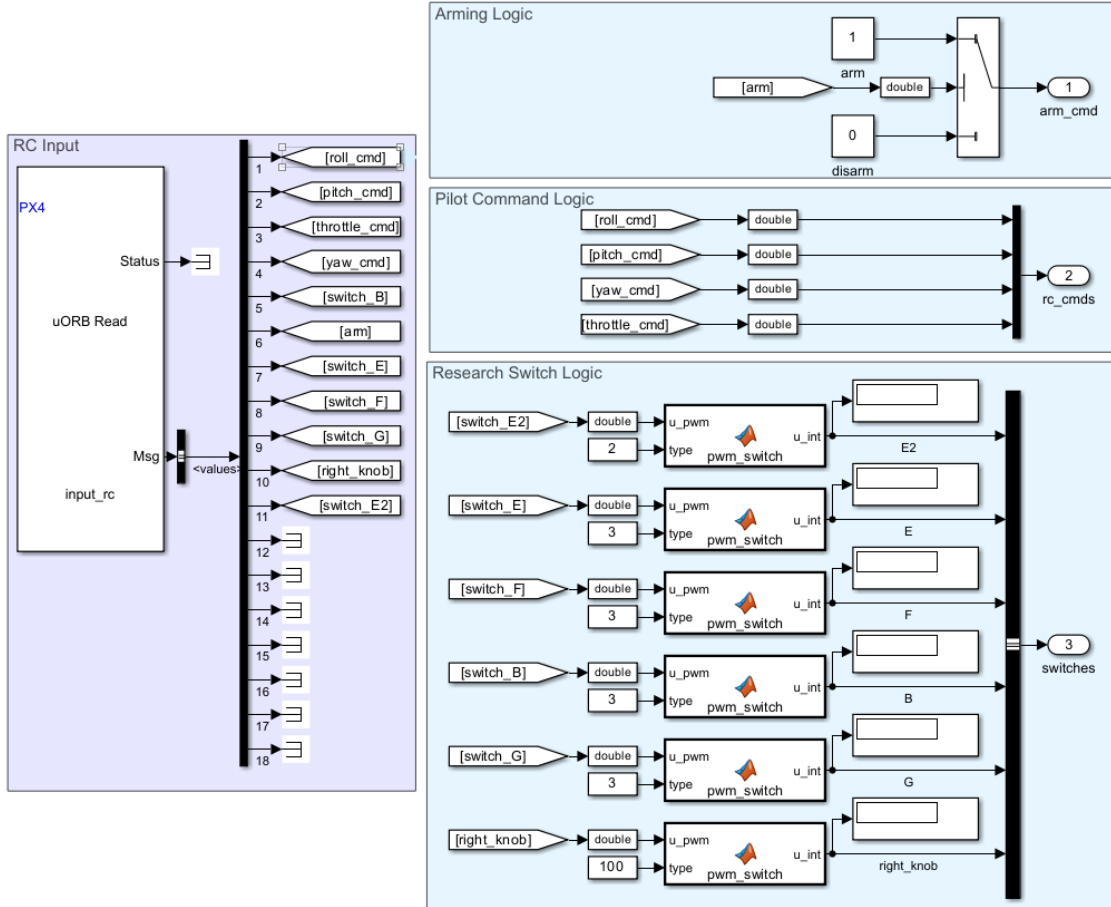 RC Input
PX4
Status
uORB Read
Msg
input_rc
<values>
1
[roll_cmd]
2
[pitch_cmd]
3
[throttle_cmd]
4
[yaw_cmd]
5
[switch_B]
6
[arm]
7
[switch_E]
8
[switch_F]
9
[switch_G]
10
[right_knob]
11
[switch_E2]
12
13
14
15
16
17
18
Arming Logic
1
arm
[arm]
double
0
disarm
1
arm_cmd
Pilot Command Logic
[roll_cmd]
double
[pitch_cmd]
double
[yaw_cmd]
double
[throttle_cmd]
double
2
rc_cmds
Research Switch Logic
[switch_E2]
double
2
u_pwm
type
u_int
pwm_switch
E2
[switch_E]
double
3
u_pwm
type
u_int
pwm_switch
E
[switch_F]
double
3
u_pwm
type
u_int
pwm_switch
F
[switch_B]
double
3
u_pwm
type
u_int
pwm_switch
B
[switch_G]
double
3
u_pwm
type
u_int
pwm_switch
G
[right_knob]
double
100
u_pwm
type
u_int
pwm_switch
right_knob
3
switches